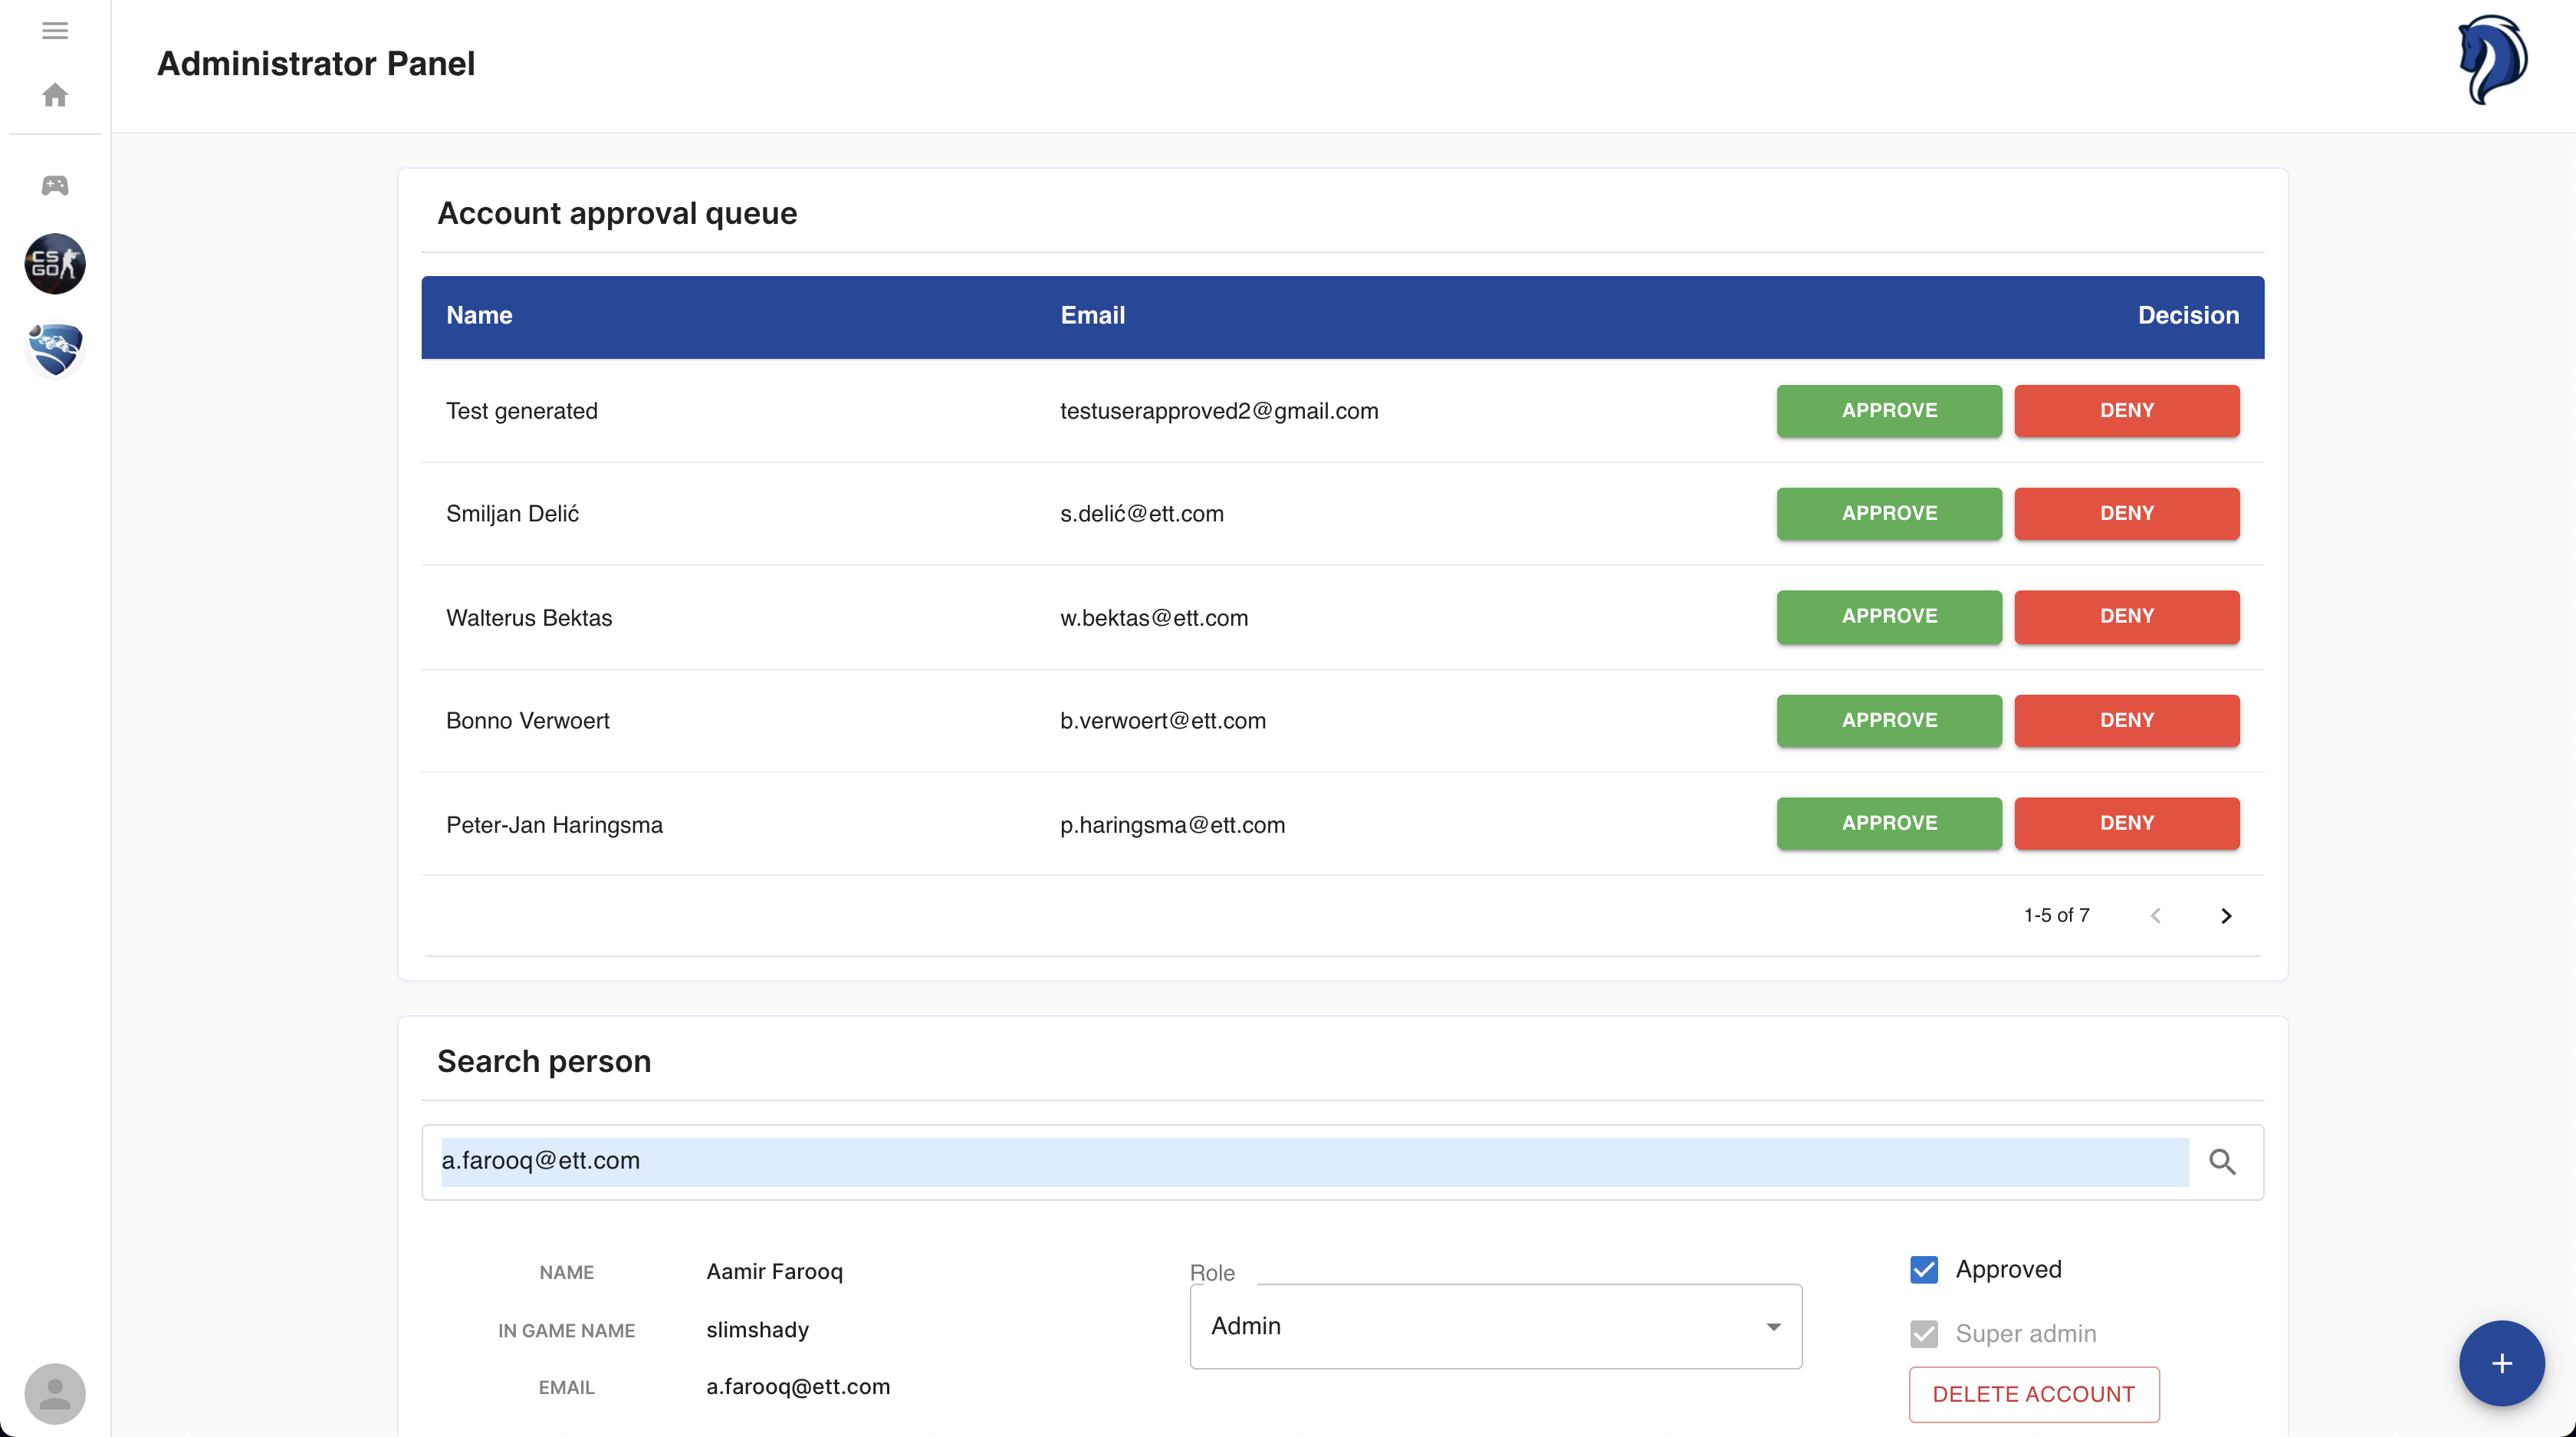 Administrator Panel
CS
GO
Account approval queue
Name Email Decision
Test generated testuserapproved2@gmail.com APPROVE DENY
Smiljan Delić s.delić@ett.com APPROVE DENY
Walterus Bektas w.bektas@ett.com APPROVE DENY
Bonno Verwoert b.verwoert@ett.com APPROVE DENY
Peter-Jan Haringsma p.haringsma@ett.com APPROVE DENY
1-5 of 7
Search person
a.farooq@ett.com
NAME Aamir Farooq
IN GAME NAME slimshady
EMAIL a.farooq@ett.com
Role
Admin
Approved
Super admin
DELETE ACCOUNT